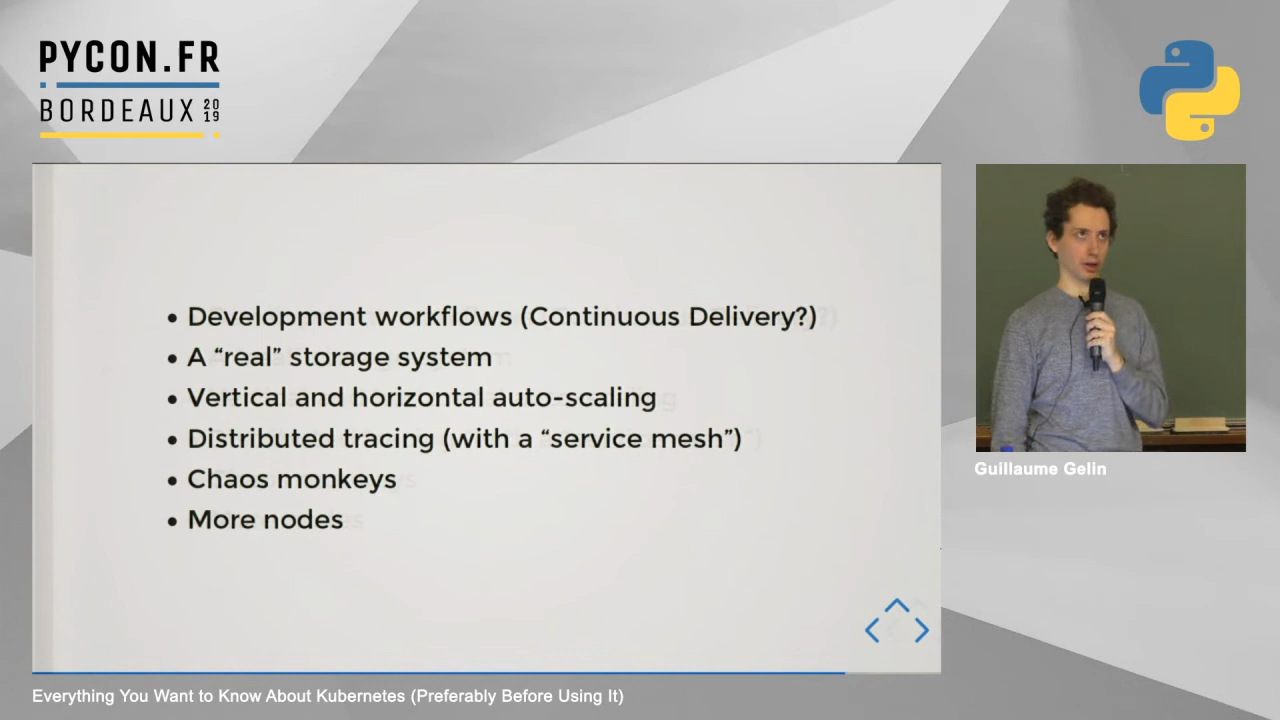 PYCON.FR
BORDEAUX 2019
• Development workflows (Continuous Delivery?)
• A “real” storage system
• Vertical and horizontal auto-scaling
• Distributed tracing (with a “service mesh”)
• Chaos monkeys
• More nodes
Guillaume Gelin
Everything You Want to Know About Kubernetes (Preferably Before Using It)